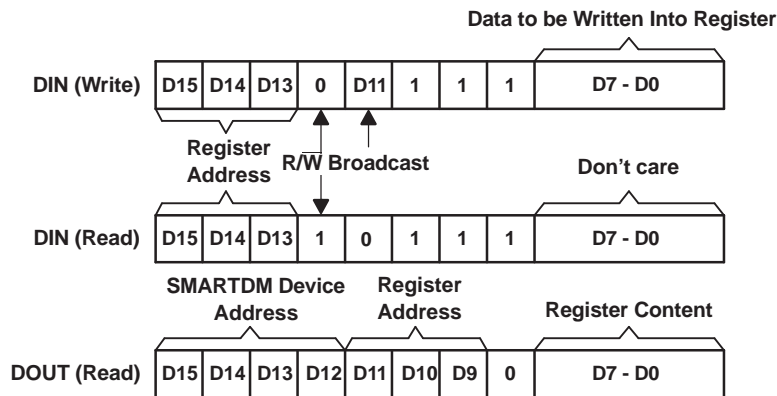 Data to be Written Into Register
DIN (Write) D15 D14 D13 0 D11 1 1 1 D7 - D0
Register
Address
R/W̅ Broadcast
Don't care
DIN (Read) D15 D14 D13 1 0 1 1 1 D7 - D0
SMARTDM Device
Address
Register
Address
Register Content
DOUT (Read) D15 D14 D13 D12 D11 D10 D9 0 D7 - D0